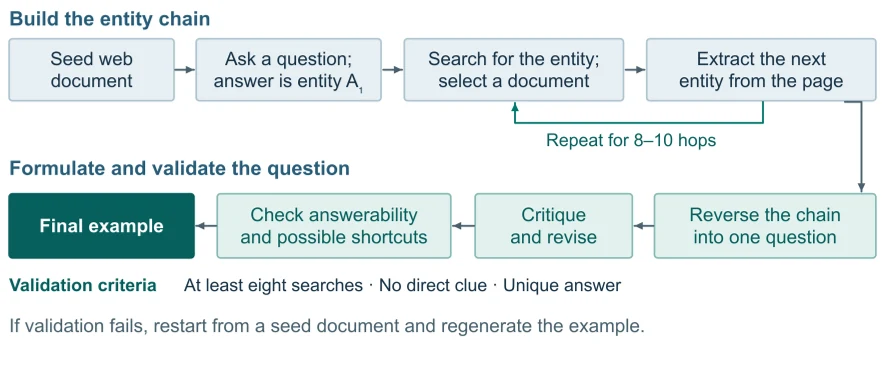 Build the entity chain
Seed web
document
Ask a question;
answer is entity A₁
Search for the entity;
select a document
Extract the next
entity from the page
Repeat for 8–10 hops
Formulate and validate the question
Final example
Check answerability
and possible shortcuts
Critique
and revise
Reverse the chain
into one question
Validation criteria At least eight searches · No direct clue · Unique answer
If validation fails, restart from a seed document and regenerate the example.